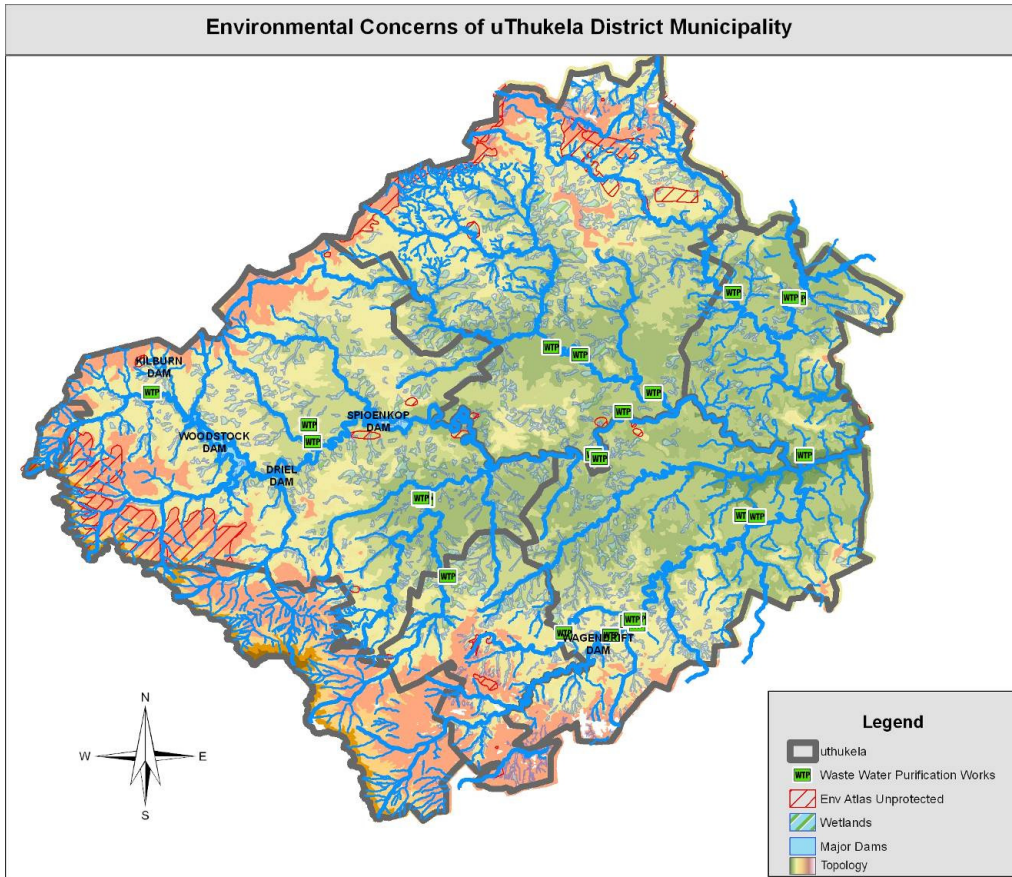 Environmental Concerns of uThukela District Municipality
KILBURN
DAM
WTP
WTP
WTP
WTP
WTP
WTP
WTP
WTP
SPIOENKOP
DAM
WTP
WOODSTOCK
DAM
WTP
WTP
WTP
DRIEL
DAM
WTP
WTP
WTP
WTP
WTP
WTP
WTP
WAGENDRIFT
DAM
N
W
E
S
Legend
uthukela
WTP
Waste Water Purification Works
Env Atlas Unprotected
Wetlands
Major Dams
Topology